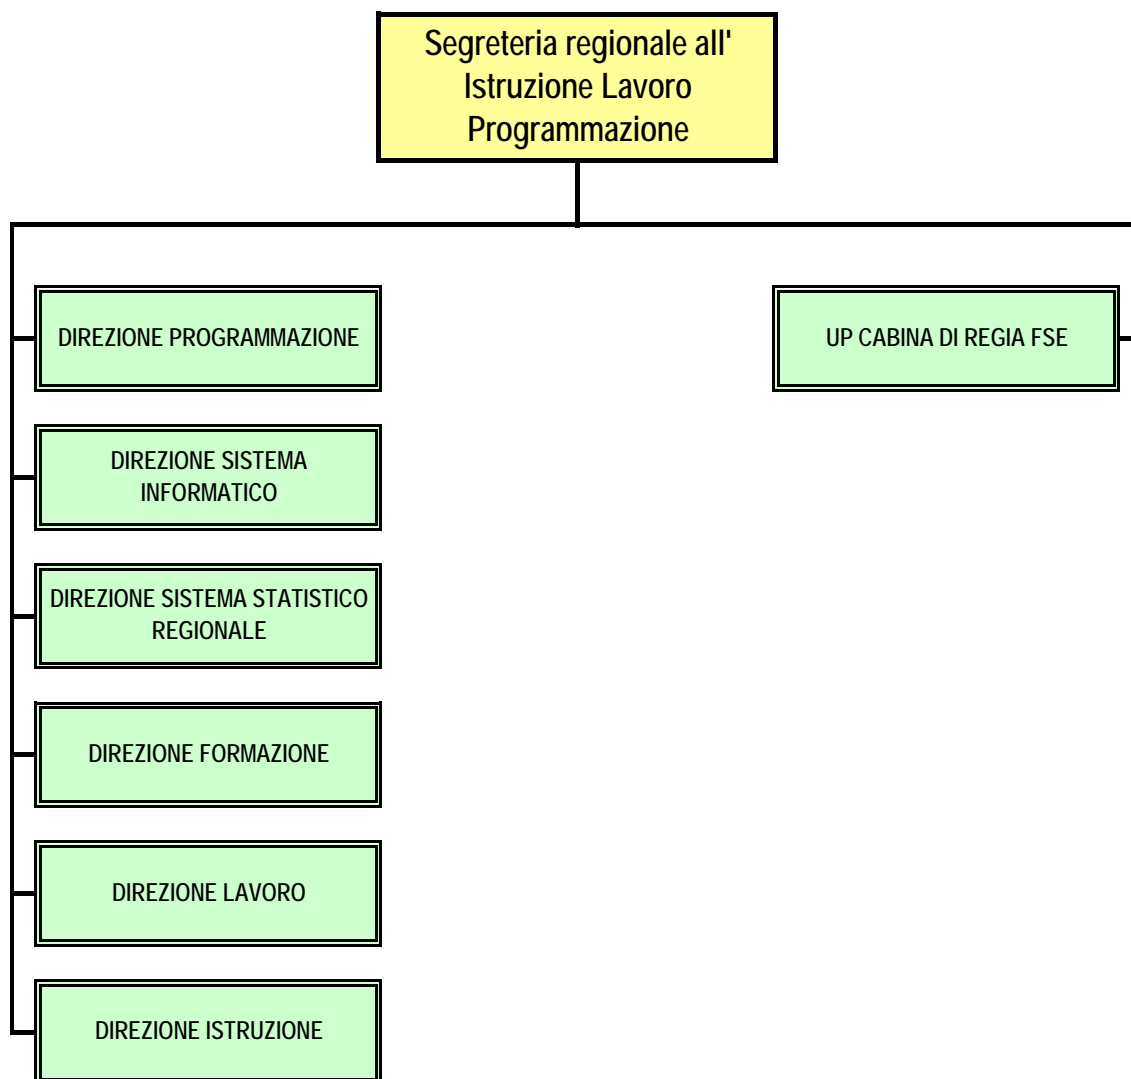 Segreteria regionale all'
Istruzione Lavoro
Programmazione
DIREZIONE PROGRAMMAZIONE
UP CABINA DI REGIA FSE
DIREZIONE SISTEMA
INFORMATICO
DIREZIONE SISTEMA STATISTICO
REGIONALE
DIREZIONE FORMAZIONE
DIREZIONE LAVORO
DIREZIONE ISTRUZIONE